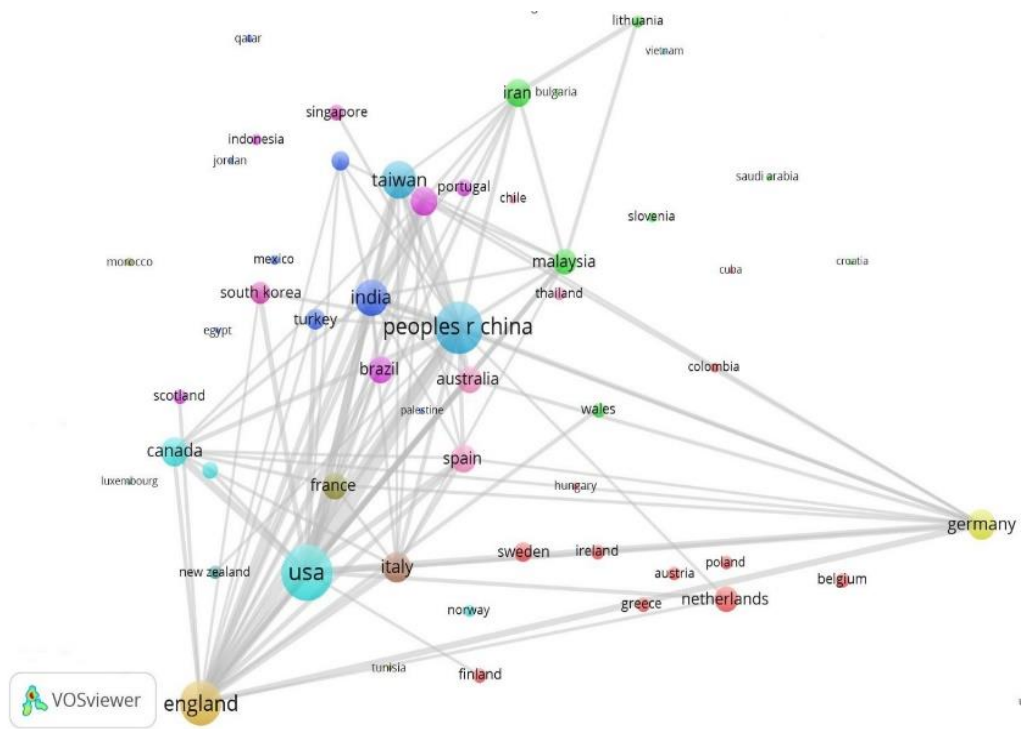 lithuania
qatar
vietnam
iran
bulgaria
singapore
indonesia
jordan
taiwan
portugal
chile
saudi arabia
slovenia
morocco
mexico
malaysia
croatia
cuba
south korea
india
thailand
egypt
turkey
peoples r china
brazil
australia
colombia
scotland
palestine
wales
canada
spain
luxembourg
france
hungary
germany
sweden
ireland
usa
italy
new zealand
poland
austria
belgium
norway
greece
netherlands
tunisia
finland
england
VOSviewer